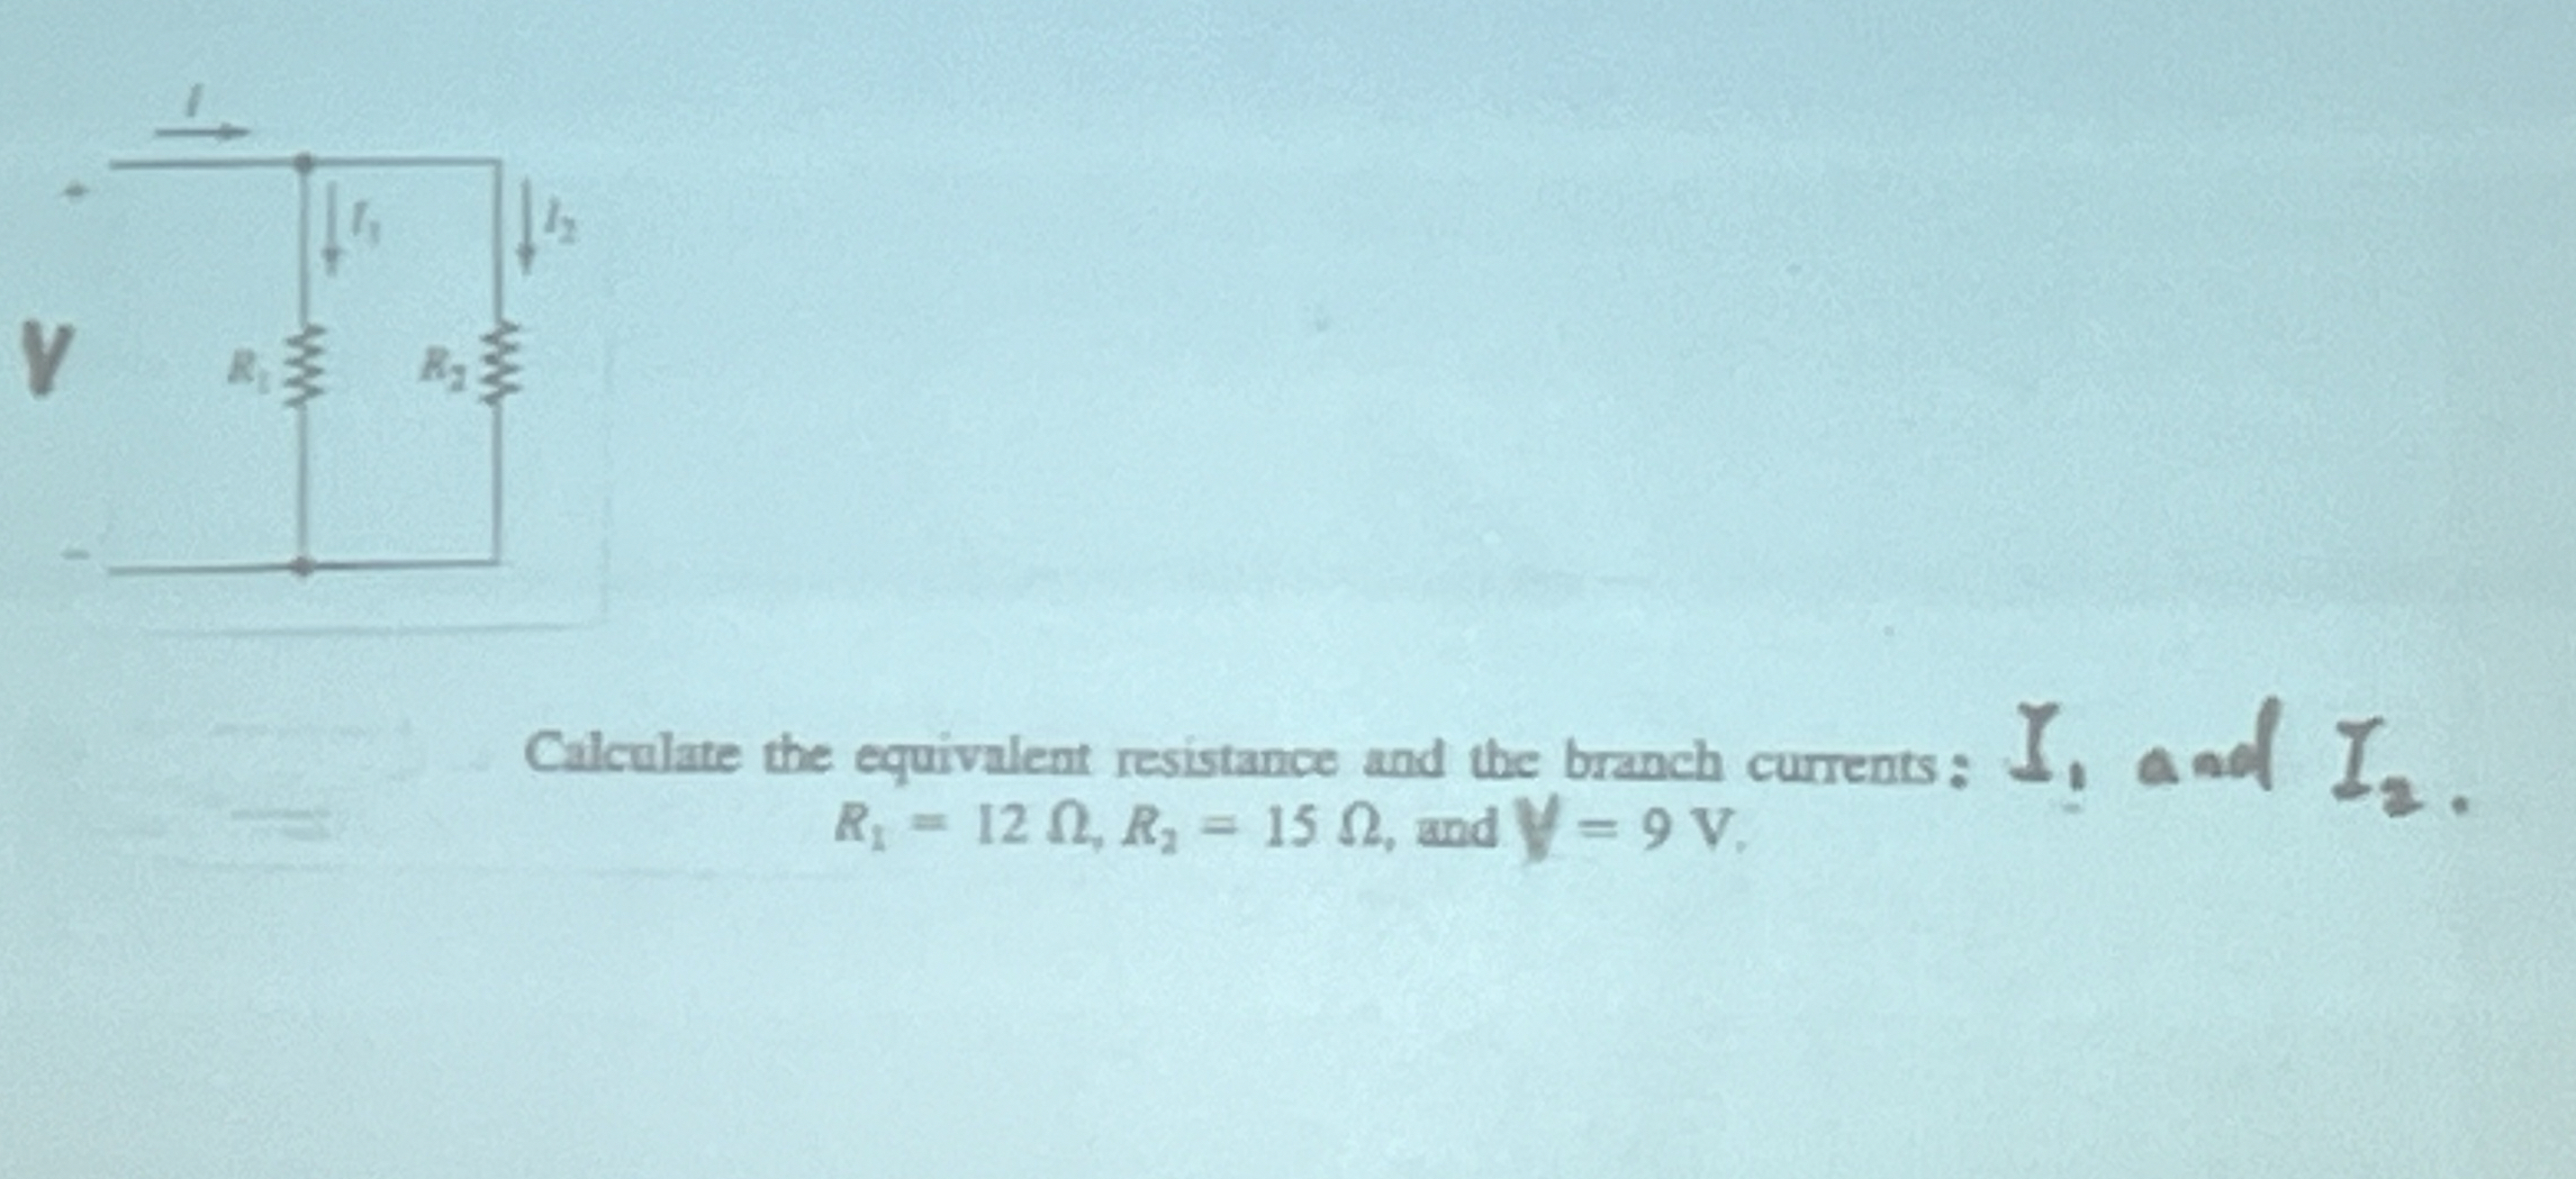 I
+
I₁ I₂
V R₁ R₂
−
Calculate the equivalent resistance and the branch currents: I₁ and I₂.
R₁ = 12 Ω, R₂ = 15 Ω, and V = 9 V.